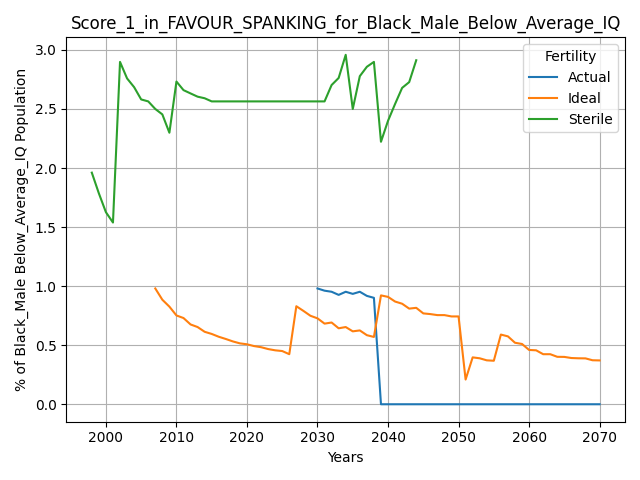 Score_1_in_FAVOUR_SPANKING_for_Black_Male_Below_Average_IQ
% of Black_Male Below_Average_IQ Population
3.0
2.5
2.0
1.5
1.0
0.5
0.0
Fertility
Actual
Ideal
Sterile
2000 2010 2020 2030 2040 2050 2060 2070
Years